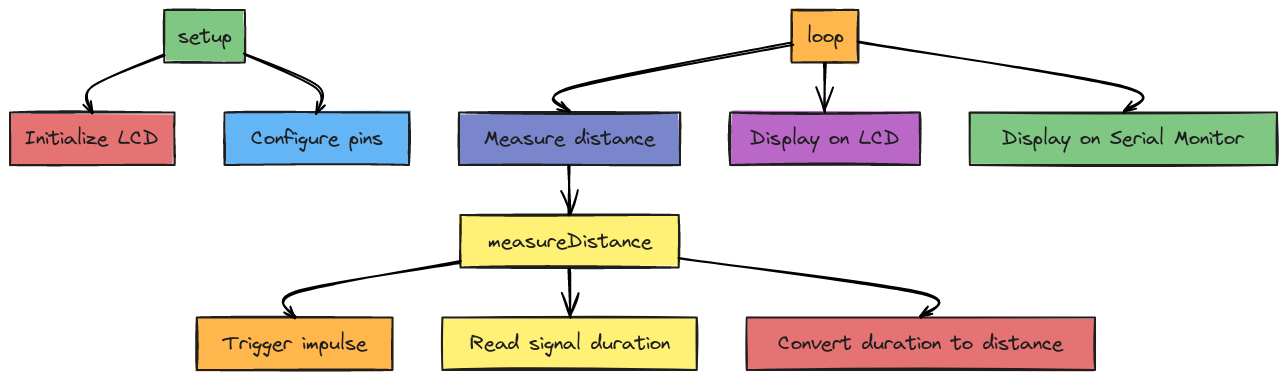 setup
loop
Initialize LCD
Configure pins
Measure distance
Display on LCD
Display on Serial Monitor
measureDistance
Trigger impulse
Read signal duration
Convert duration to distance